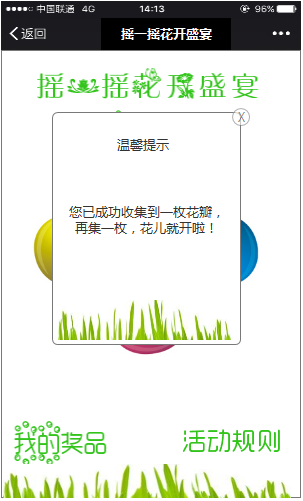 中国联通 4G 14:13 96%
返回 摇一摇花开盛宴
摇一摇花开盛宴
X
温馨提示
您已成功收集到一枚花瓣，
再集一枚，花儿就开啦！
我的奖品 活动规则